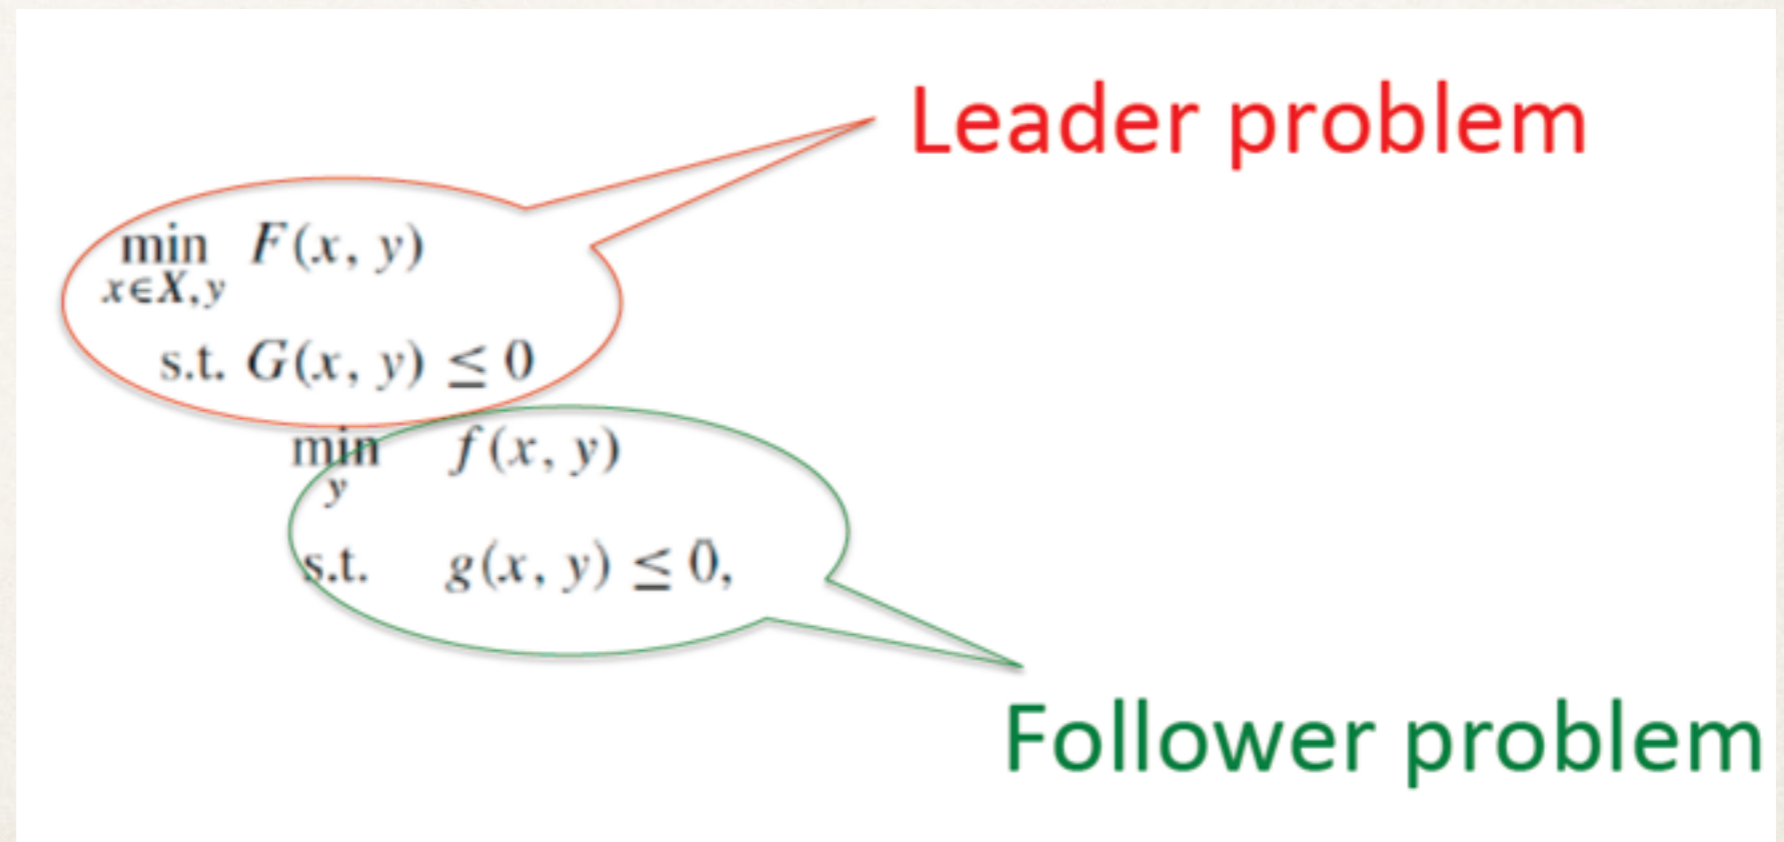 Leader problem
min F(x, y)
x∈X,y
s.t. G(x, y) ≤ 0
min f(x, y)
y
s.t. g(x, y) ≤ 0,
Follower problem